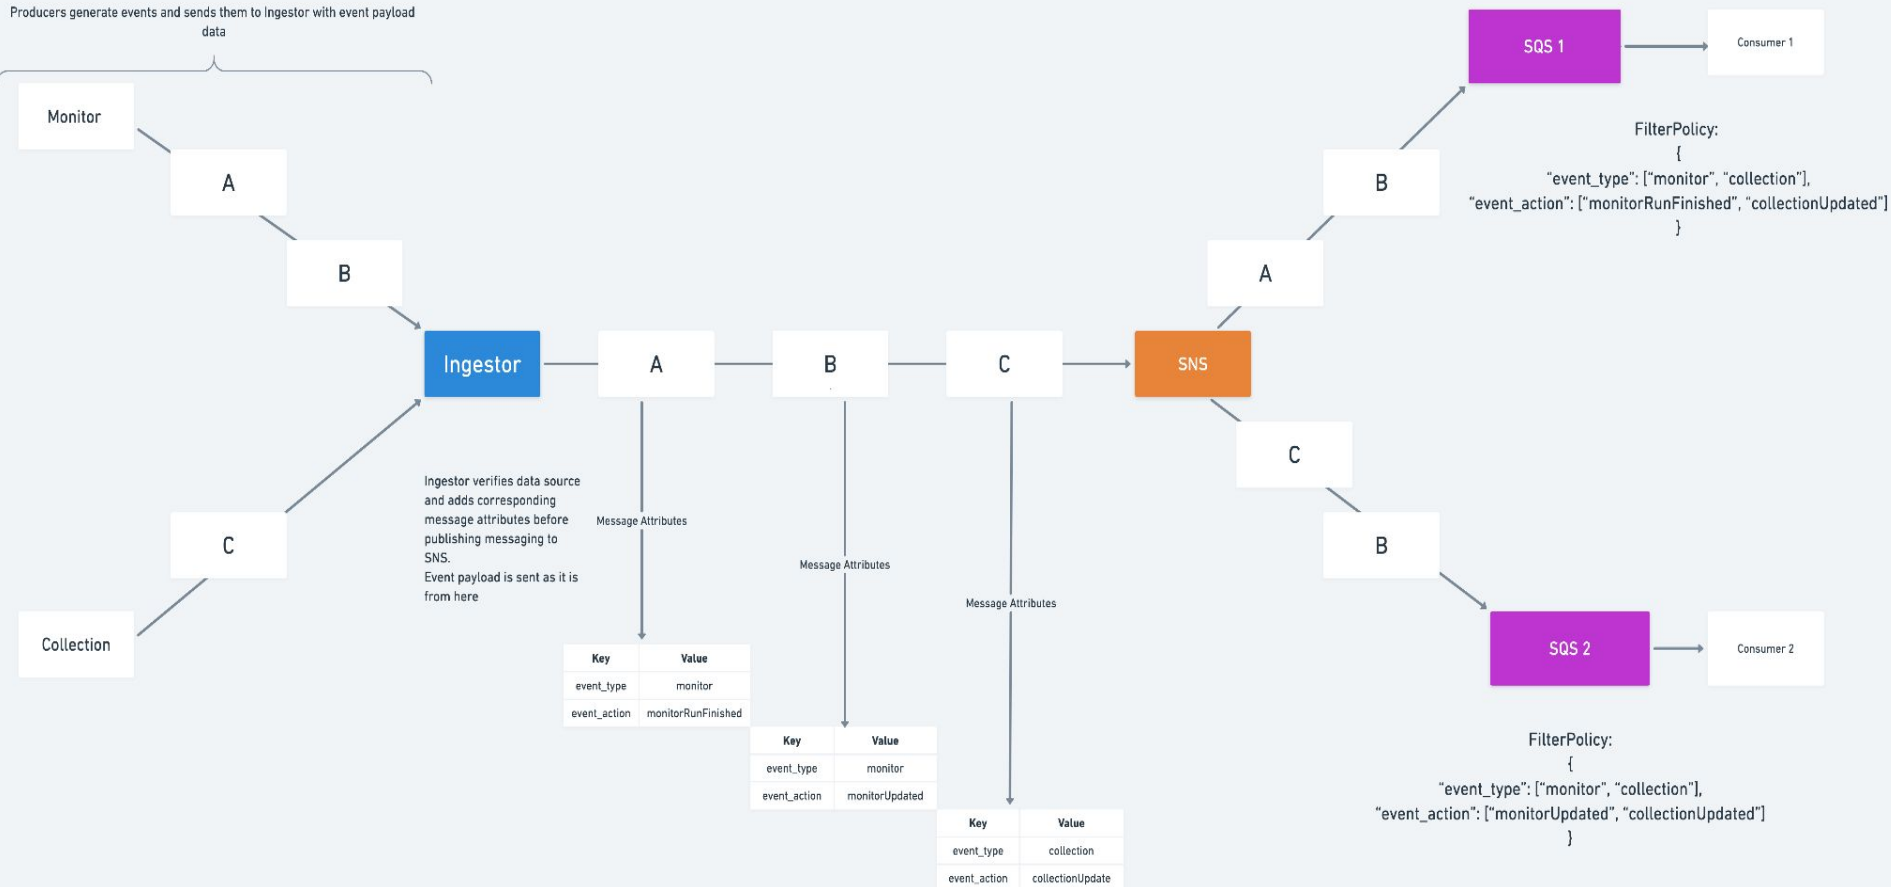 Producers generate events and sends them to Ingestor with event payload
data
Monitor
A
B
Ingestor
C
Collection
A
B
C
SNS
Ingestor verifies data source
and adds corresponding
message attributes before
publishing messaging to
SNS.
Event payload is sent as it is
from here
Message Attributes
Message Attributes
Message Attributes
Key Value
event_type monitor
event_action monitorRunFinished
Key Value
event_type monitor
event_action monitorUpdated
Key Value
event_type collection
event_action collectionUpdate
A
B
SQS 1
Consumer 1
FilterPolicy:
{
“event_type”: [“monitor”, “collection”],
“event_action”: [“monitorRunFinished”, “collectionUpdated”]
}
C
B
SQS 2
Consumer 2
FilterPolicy:
{
“event_type”: [“monitor”, “collection”],
“event_action”: [“monitorUpdated”, “collectionUpdated”]
}